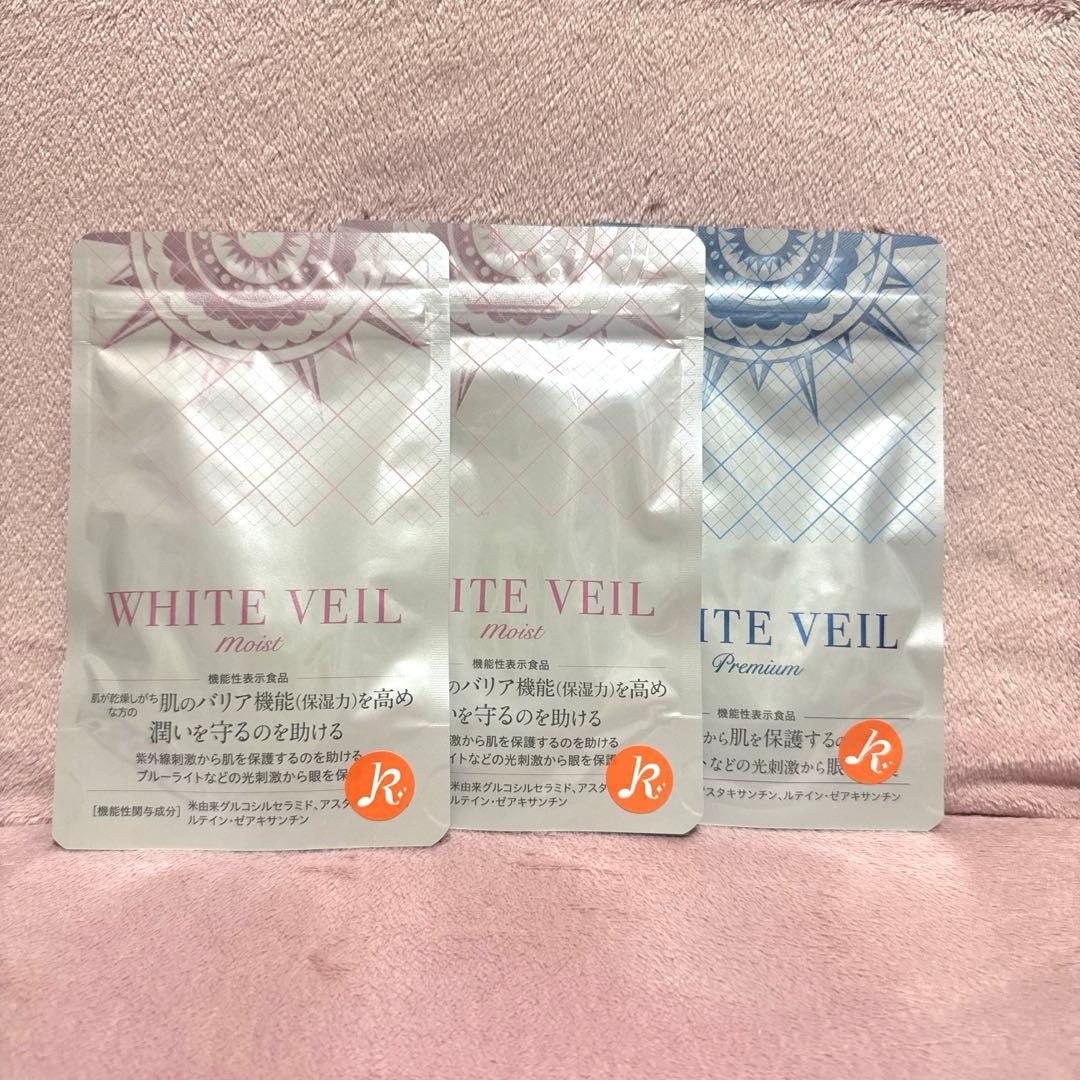 WHITE VEIL
moist
機能性表示食品
肌が乾燥しがち
な方の
肌のバリア機能(保湿力)を高め
潤いを守るのを助ける
紫外線刺激から肌を保護するのを助ける
ブルーライトなどの光刺激から眼を保
[機能性関与成分]
米由来グルコシルセラミド、アスタ
ルテイン・ゼアキサンチン
k
ITE VEIL
moist
機能性表示食品
のバリア機能(保湿力)を高め
を守るのを助ける
激から肌を保護するのを助ける
イトなどの光刺激から眼を保護
米由来グルコシルセラミド、アスタ
ルテイン・ゼアキサンチン
k
ITE VEIL
Premium
機能性表示食品
から肌を保護する
などの光刺激から眼
スタキサンチン、ルテイン・ゼアキサンチン
k